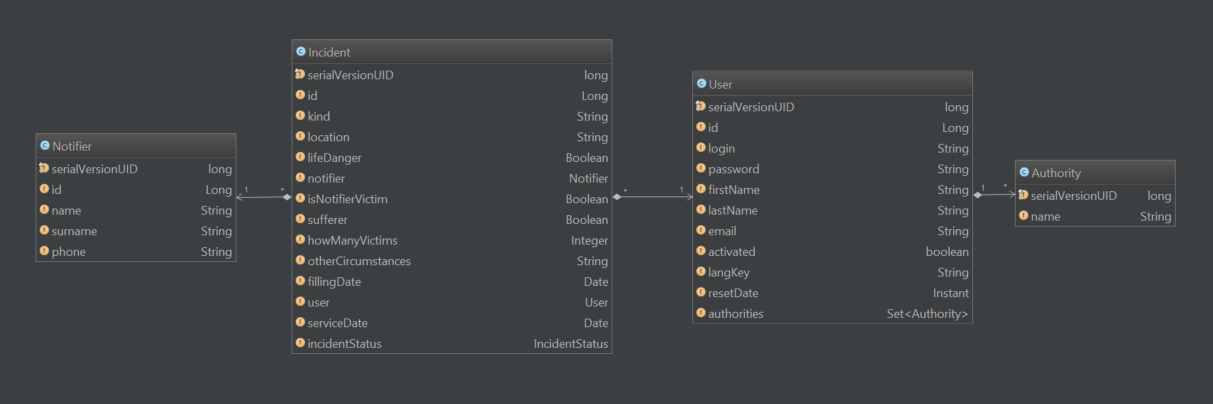 Notifier
serialVersionUID long
id Long
name String
surname String
phone String
1 *
Incident
serialVersionUID long
id Long
kind String
location String
lifeDanger Boolean
notifier Notifier
isNotifierVictim Boolean
sufferer Boolean
howManyVictims Integer
otherCircumstances String
fillingDate Date
user User
serviceDate Date
incidentStatus IncidentStatus
* 1
User
serialVersionUID long
id Long
login String
password String
firstName String
lastName String
email String
activated boolean
langKey String
resetDate Instant
authorities Set<Authority>
1 *
Authority
serialVersionUID long
name String